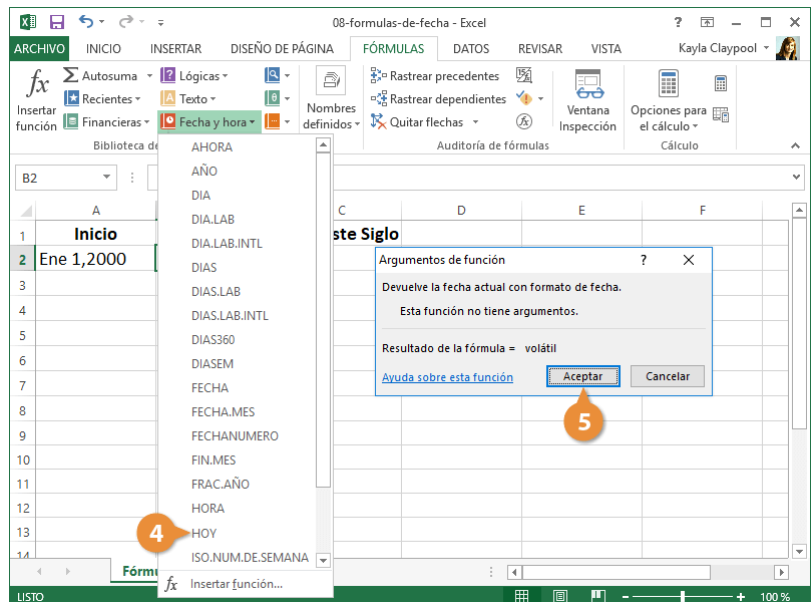 08-formulas-de-fecha - Excel
?
ARCHIVO INICIO INSERTAR DISEÑO DE PÁGINA FÓRMULAS DATOS REVISAR VISTA Kayla Claypool
fx Insertar función
Σ Autosuma
Recientes
Financieras
? Lógicas
A Texto
Fecha y hora
θ
Biblioteca de
Nombres definidos
Rastrear precedentes
Rastrear dependientes
Quitar flechas
fx
Auditoría de fórmulas
Ventana Inspección
Opciones para el cálculo
Cálculo
B2
AHORA
AÑO
DIA
DIA.LAB
DIA.LAB.INTL
DIAS
DIAS.LAB
DIAS.LAB.INTL
DIAS360
DIASEM
FECHA
FECHA.MES
FECHANUMERO
FIN.MES
FRAC.AÑO
HORA
4 HOY
ISO.NUM.DE.SEMANA
fx Insertar función...
A C D E F
1 Inicio ste Siglo
2 Ene 1,2000
3
4
5
6
7
8
9
10
11
12
13
14
Argumentos de función ?
Devuelve la fecha actual con formato de fecha.
Esta función no tiene argumentos.
Resultado de la fórmula = volátil
Ayuda sobre esta función Aceptar Cancelar
5
Fórmu
LISTO 100 %